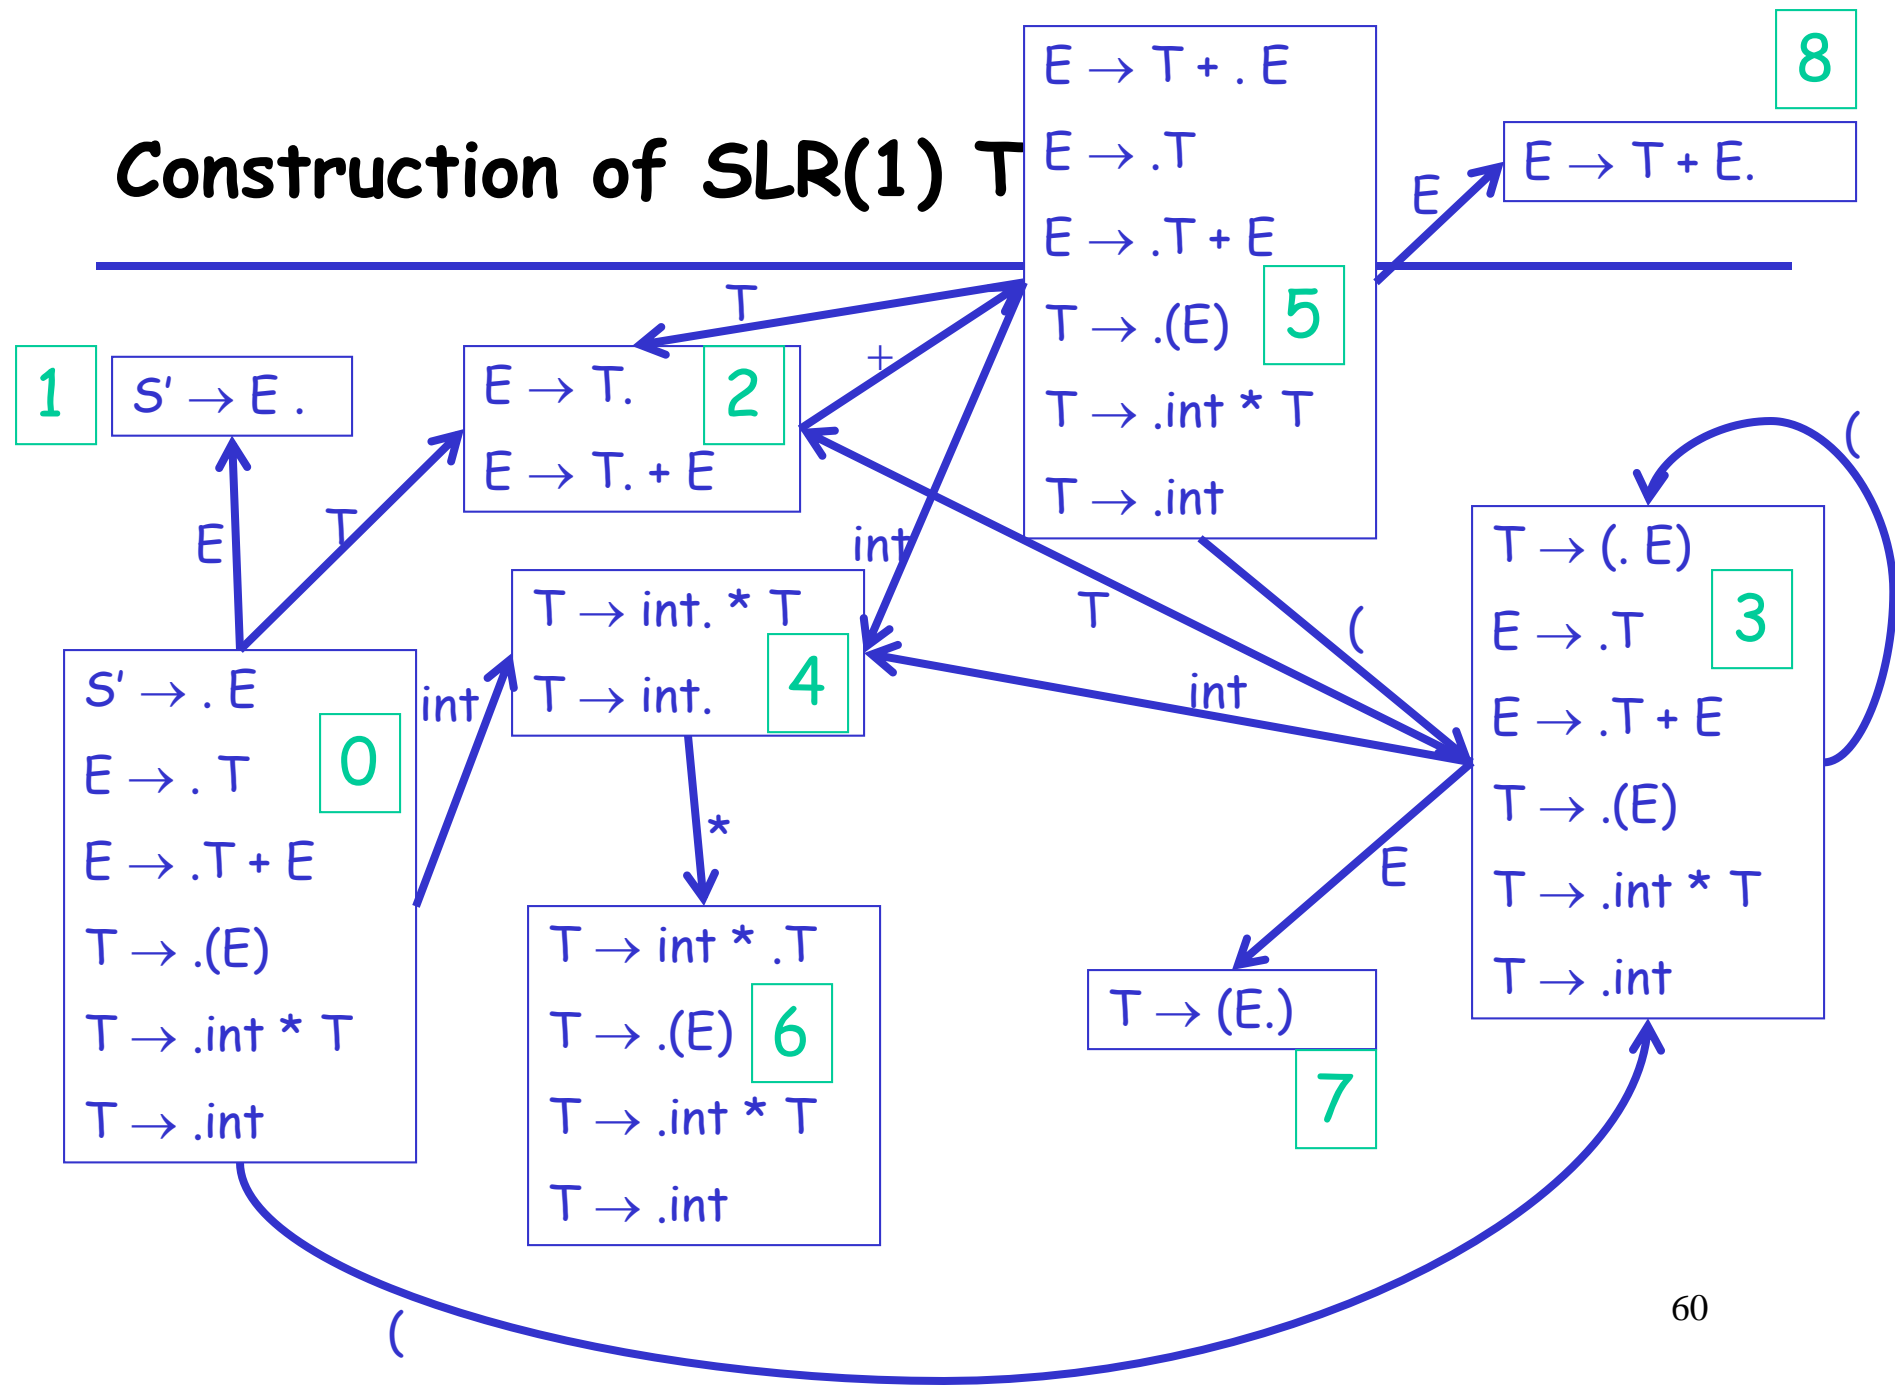 Construction of SLR(1) T
E → T + . E
E → .T
E → .T + E
T → .(E)
T → .int * T
T → .int
5
8
E → T + E.
E
T
+
1
S' → E .
E → T.
E → T. + E
2
E
T
int
T
(
(
T → (. E)
E → .T
E → .T + E
T → .(E)
T → .int * T
T → .int
3
T → int. * T
T → int.
4
int
int
S' → . E
E → . T
E → .T + E
T → .(E)
T → .int * T
T → .int
0
*
E
T → int * .T
T → .(E)
T → .int * T
T → .int
6
T → (E.)
7
(
60